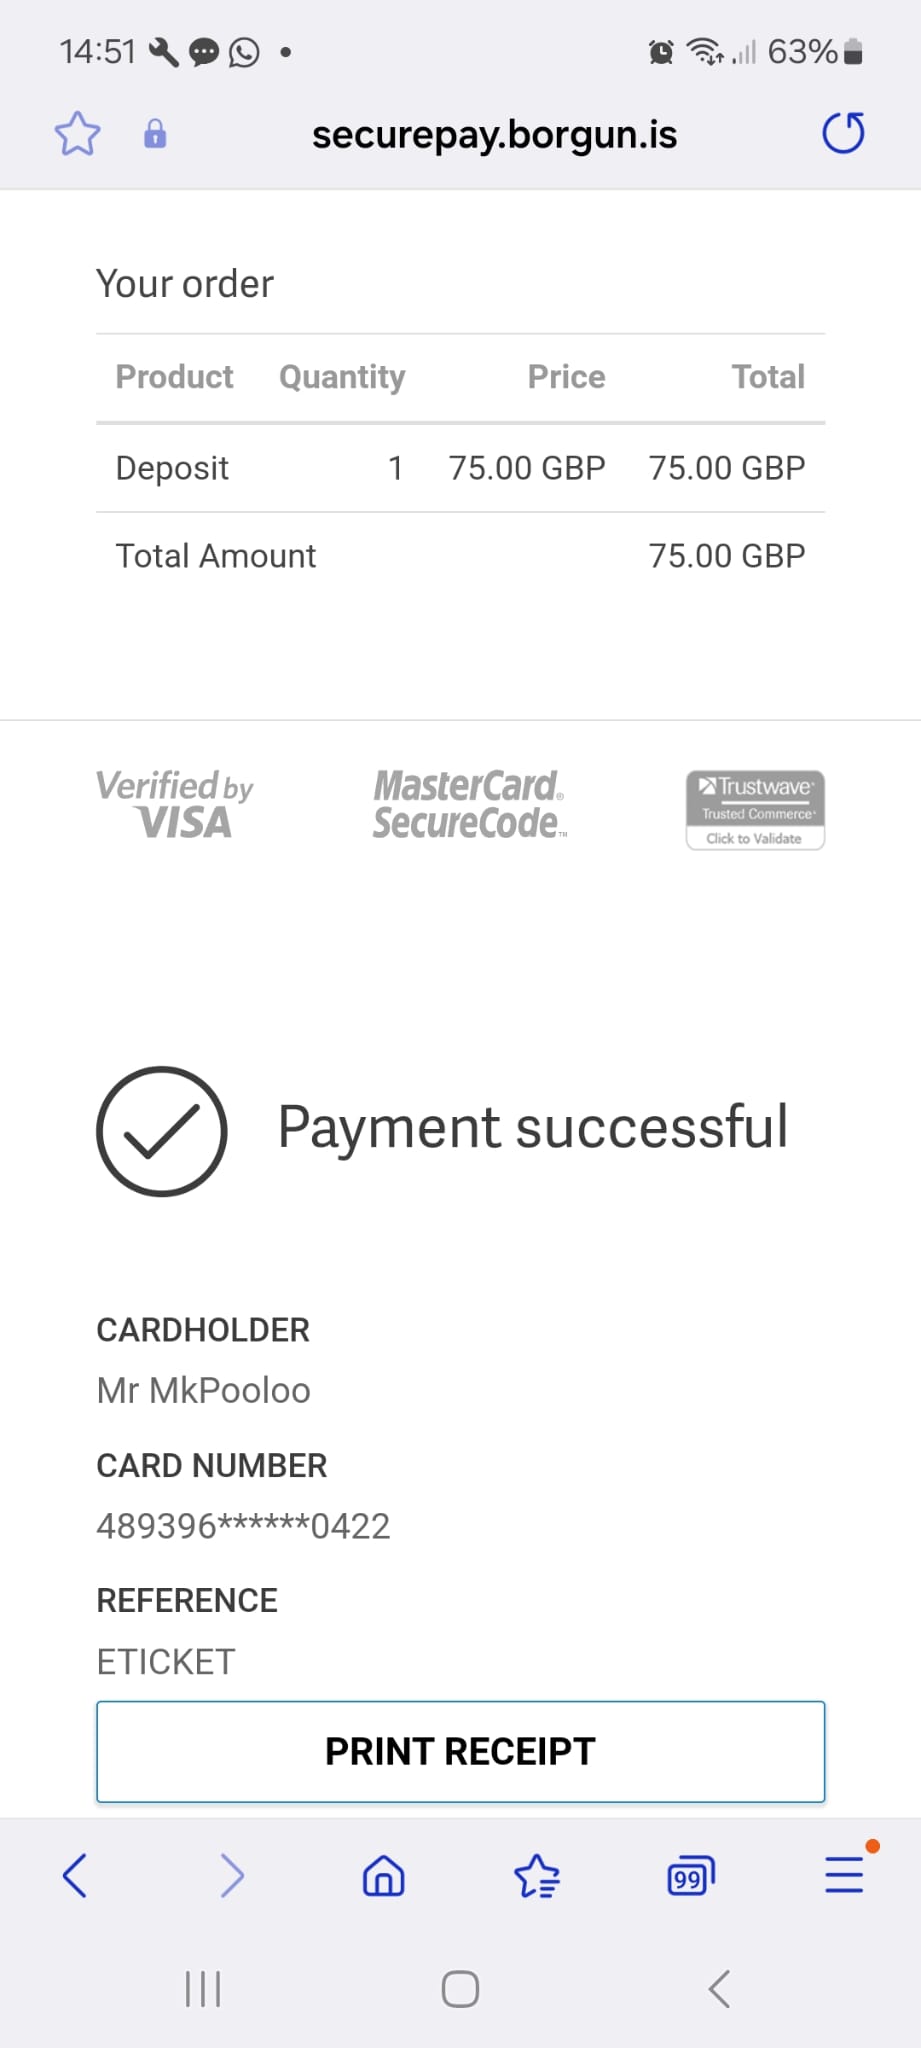 14:51 63%
securepay.borgun.is
Your order
Product Quantity Price Total
Deposit 1 75.00 GBP 75.00 GBP
Total Amount 75.00 GBP
Verified by
VISA
MasterCard®
SecureCode™
Trustwave®
Trusted Commerce®
Click to Validate
Payment successful
CARDHOLDER
Mr MkPooloo
CARD NUMBER
489396******0422
REFERENCE
ETICKET
PRINT RECEIPT
99